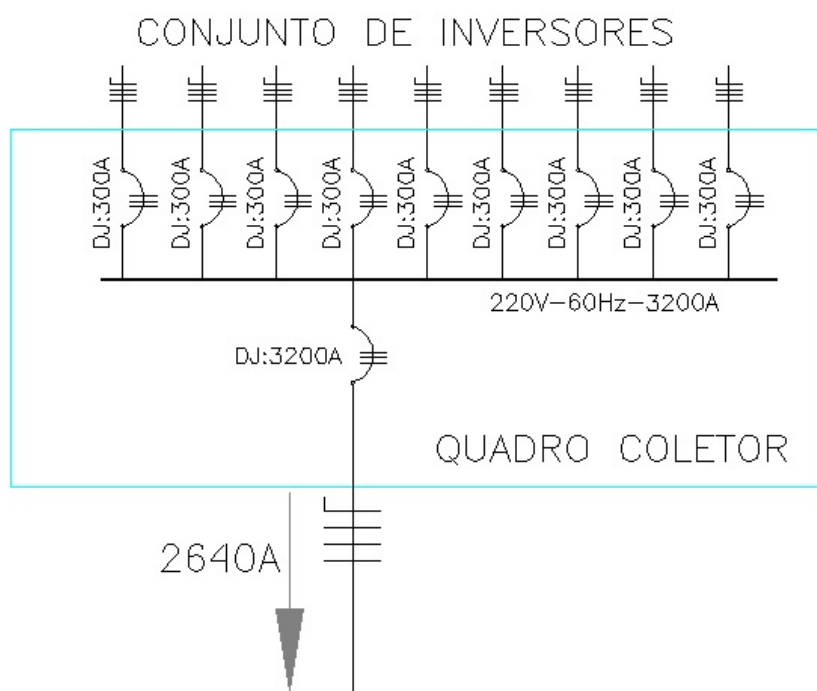 CONJUNTO DE INVERSORES
DJ:300A
DJ:300A
DJ:300A
DJ:300A
DJ:300A
DJ:300A
DJ:300A
DJ:300A
DJ:300A
220V-60Hz-3200A
DJ:3200A
QUADRO COLETOR
2640A